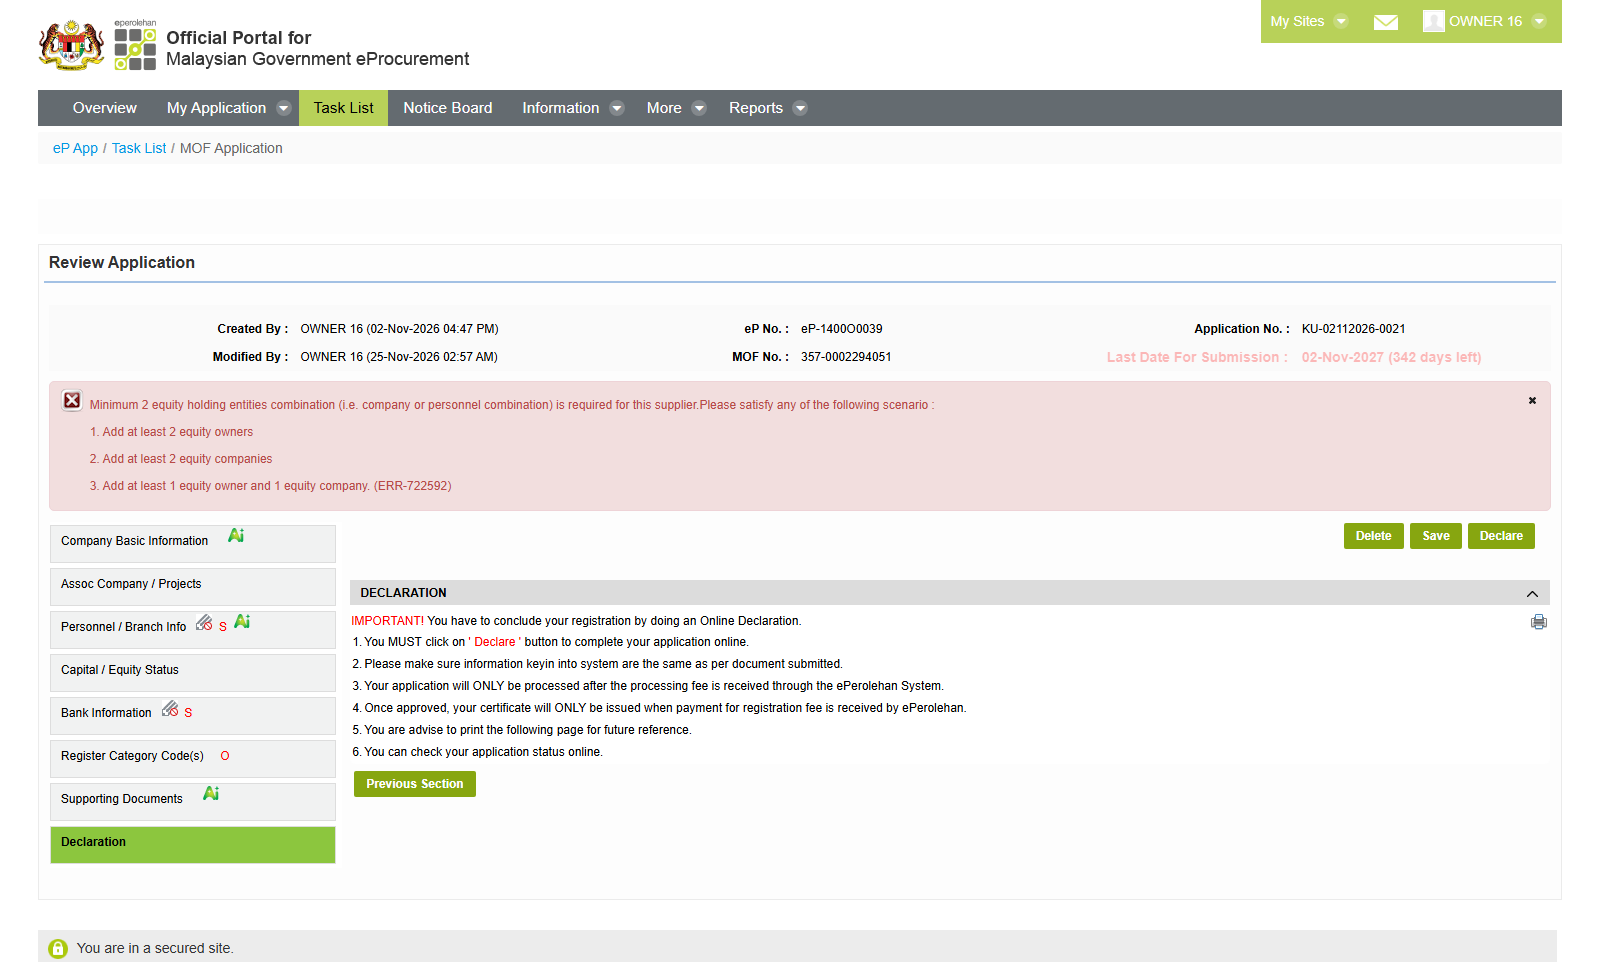 eperolehan
Official Portal for
Malaysian Government eProcurement
My Sites
OWNER 16
Overview
My Application
Task List
Notice Board
Information
More
Reports
eP App / Task List / MOF Application
Review Application
Created By : OWNER 16 (02-Nov-2026 04:47 PM)
eP No. : eP-1400O0039
Application No. : KU-02112026-0021
Modified By : OWNER 16 (25-Nov-2026 02:57 AM)
MOF No. : 357-0002294051
Last Date For Submission : 02-Nov-2027 (342 days left)
Minimum 2 equity holding entities combination (i.e. company or personnel combination) is required for this supplier.Please satisfy any of the following scenario :
1. Add at least 2 equity owners
2. Add at least 2 equity companies
3. Add at least 1 equity owner and 1 equity company. (ERR-722592)
Company Basic Information
Assoc Company / Projects
Personnel / Branch Info S
Capital / Equity Status
Bank Information S
Register Category Code(s) O
Supporting Documents
Declaration
Delete
Save
Declare
DECLARATION
IMPORTANT! You have to conclude your registration by doing an Online Declaration.
1. You MUST click on ' Declare ' button to complete your application online.
2. Please make sure information keyin into system are the same as per document submitted.
3. Your application will ONLY be processed after the processing fee is received through the ePerolehan System.
4. Once approved, your certificate will ONLY be issued when payment for registration fee is received by ePerolehan.
5. You are advise to print the following page for future reference.
6. You can check your application status online.
Previous Section
You are in a secured site.